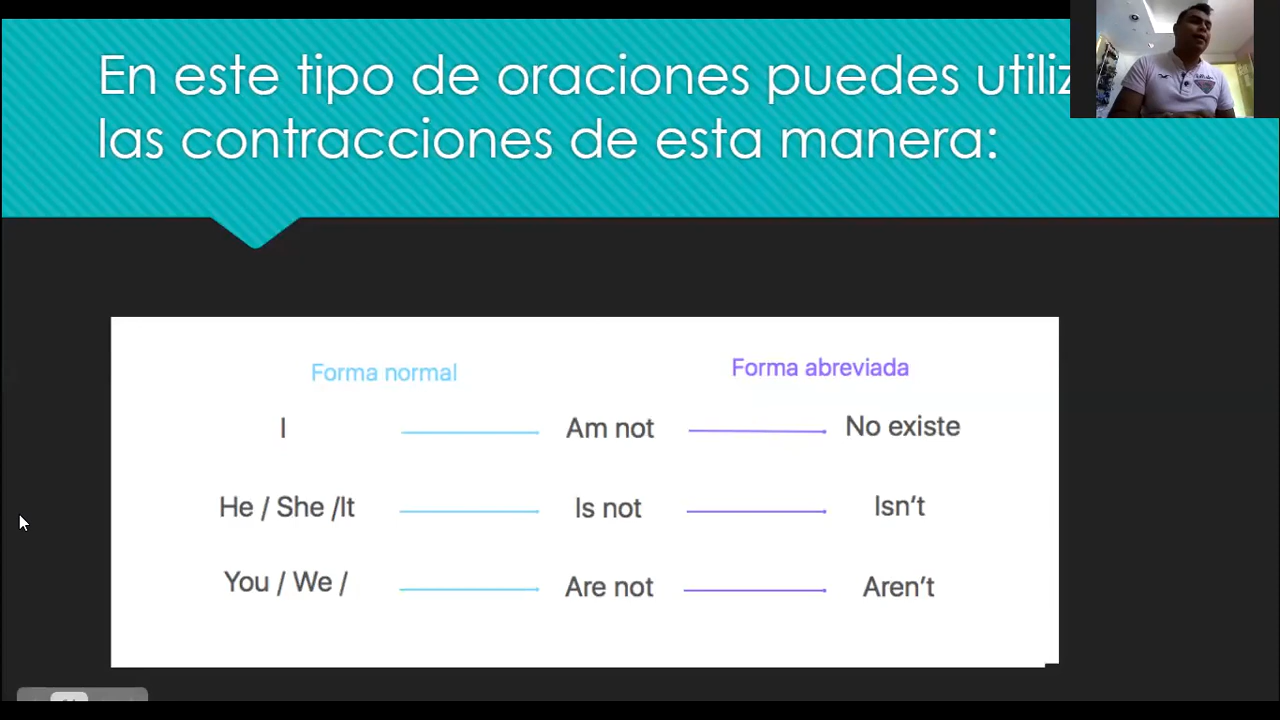 En este tipo de oraciones puedes
las contracciones de esta manera:
Forma normal Forma abreviada
I Am not No existe
He / She /It Is not Isn't
You / We / Are not Aren't